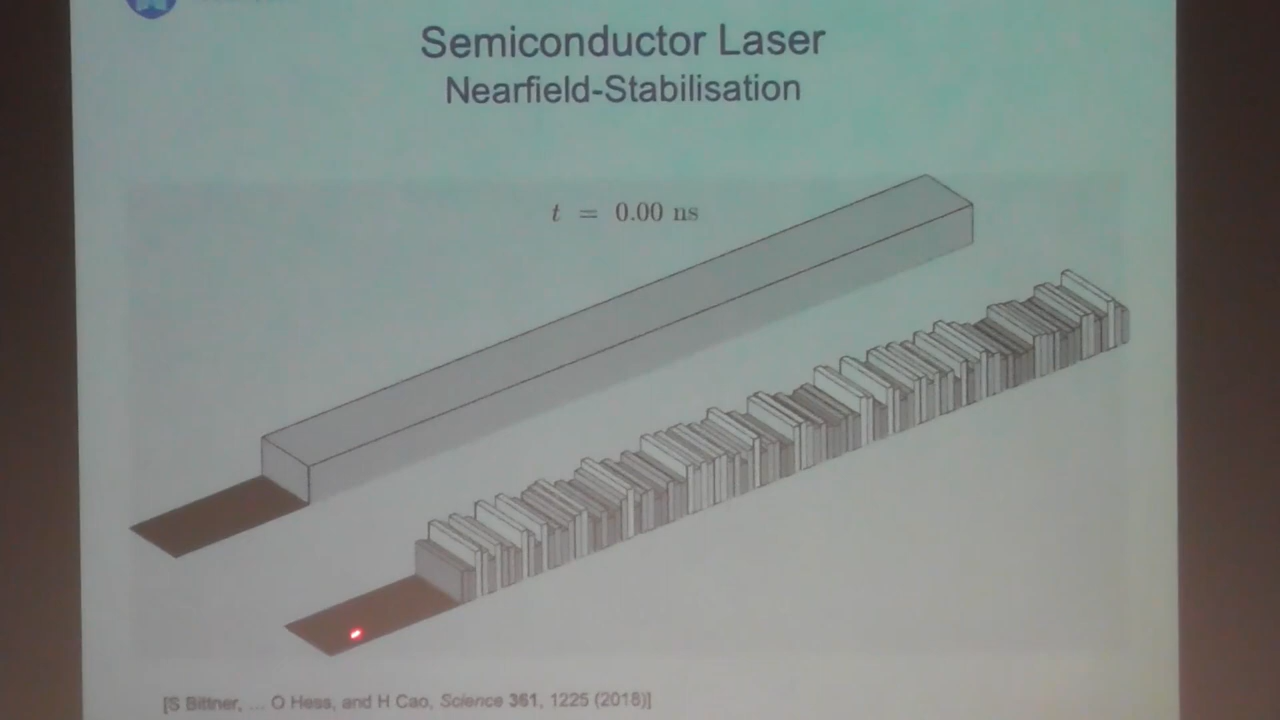 Semiconductor Laser
Nearfield-Stabilisation
t = 0.00 ns
[S Bittner, ... O Hess, and H Cao, Science 361, 1225 (2018)]